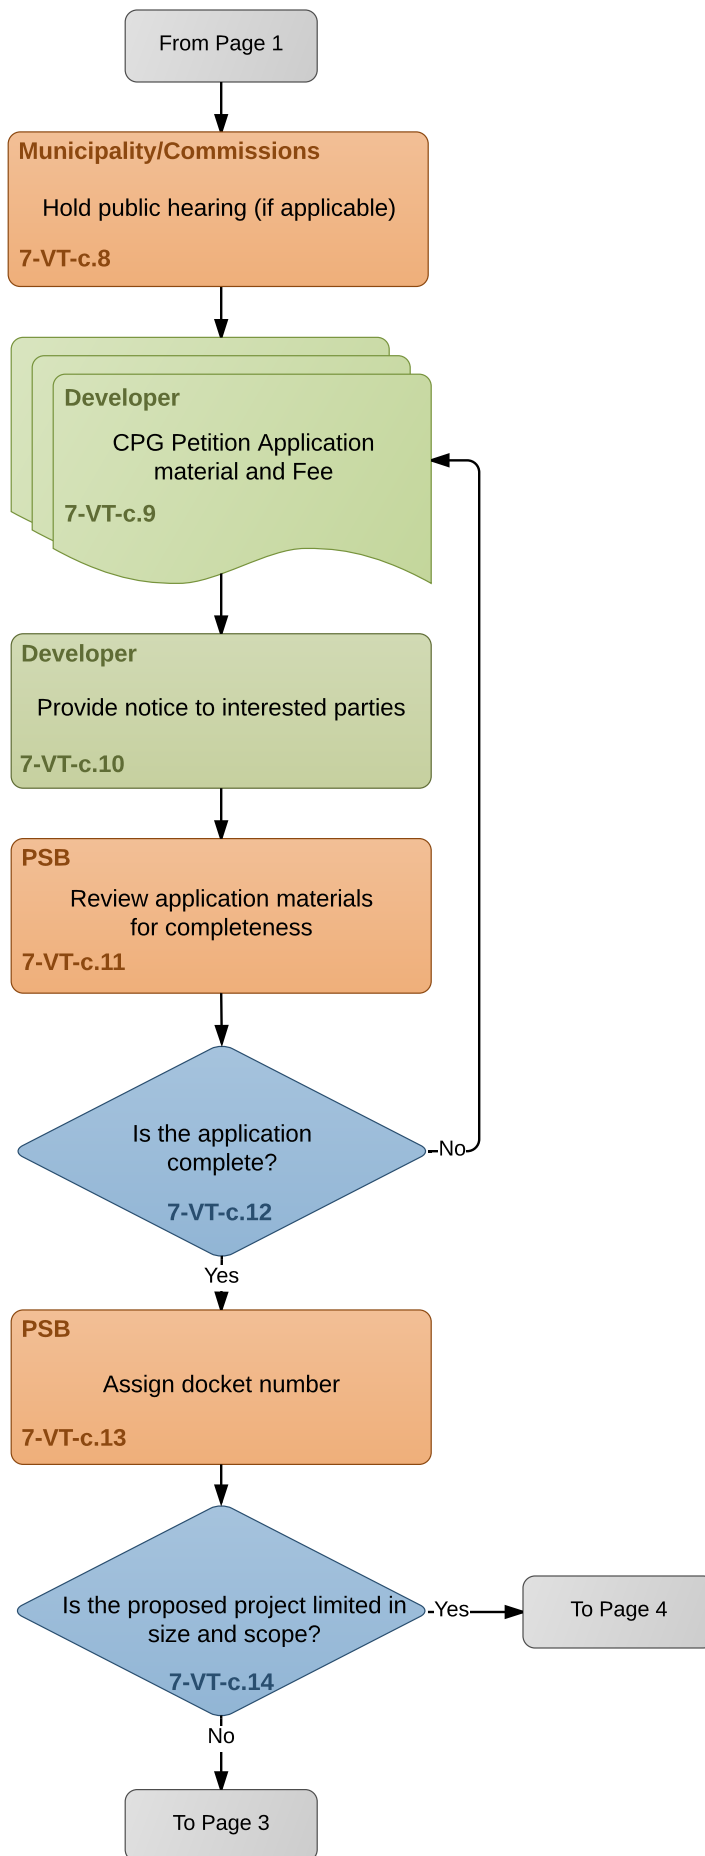 From Page 1
Municipality/Commissions
Hold public hearing (if applicable)
7-VT-c.8
Developer
CPG Petition Application
material and Fee
7-VT-c.9
Developer
Provide notice to interested parties
7-VT-c.10
PSB
Review application materials
for completeness
7-VT-c.11
Is the application
complete?
7-VT-c.12
No
Yes
PSB
Assign docket number
7-VT-c.13
Is the proposed project limited in
size and scope?
7-VT-c.14
Yes
To Page 4
No
To Page 3